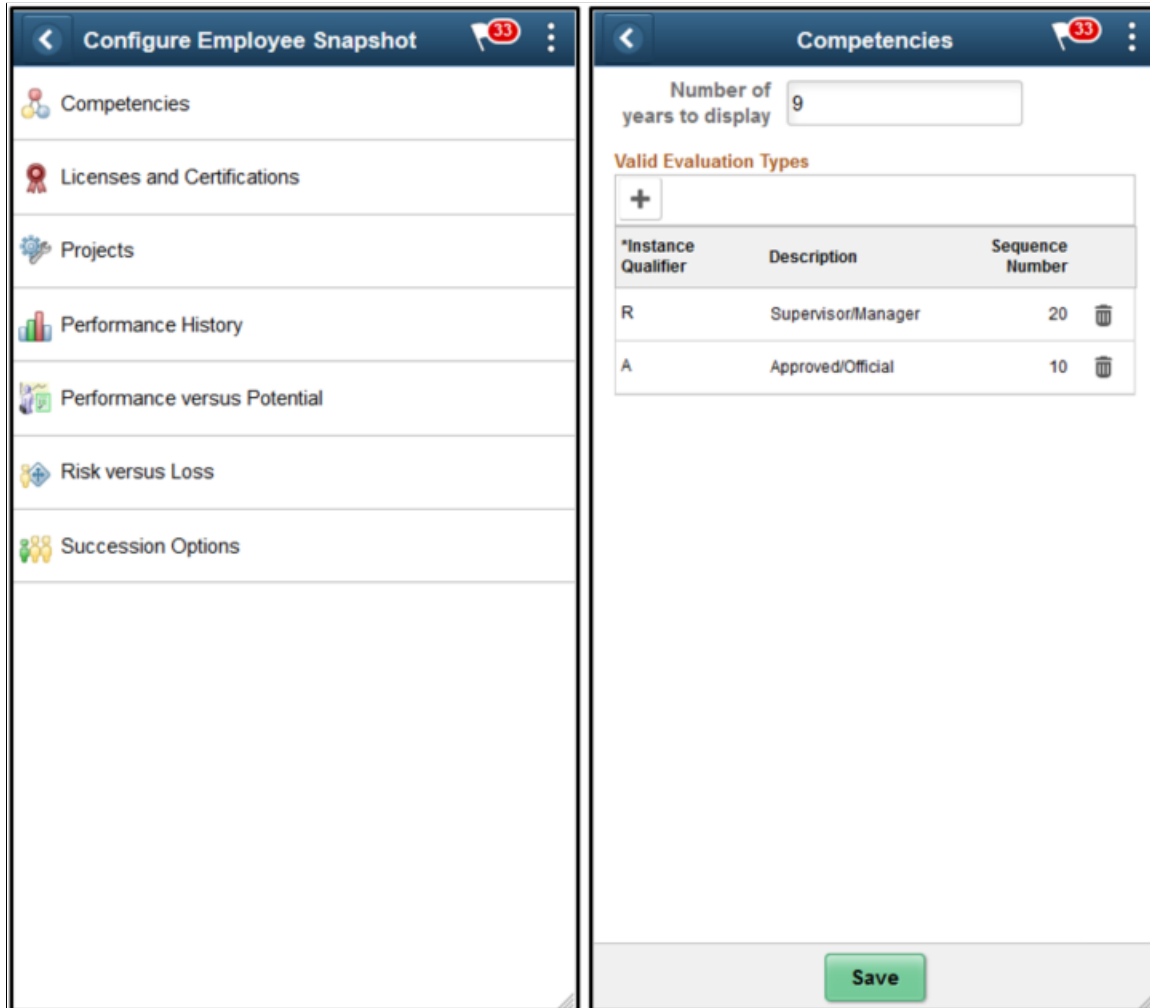 Configure Employee Snapshot
33
Competencies
Licenses and Certifications
Projects
Performance History
Performance versus Potential
Risk versus Loss
Succession Options
Competencies
33
Number of
years to display
9
Valid Evaluation Types
*Instance
Qualifier
Description
Sequence
Number
R Supervisor/Manager 20
A Approved/Official 10
Save